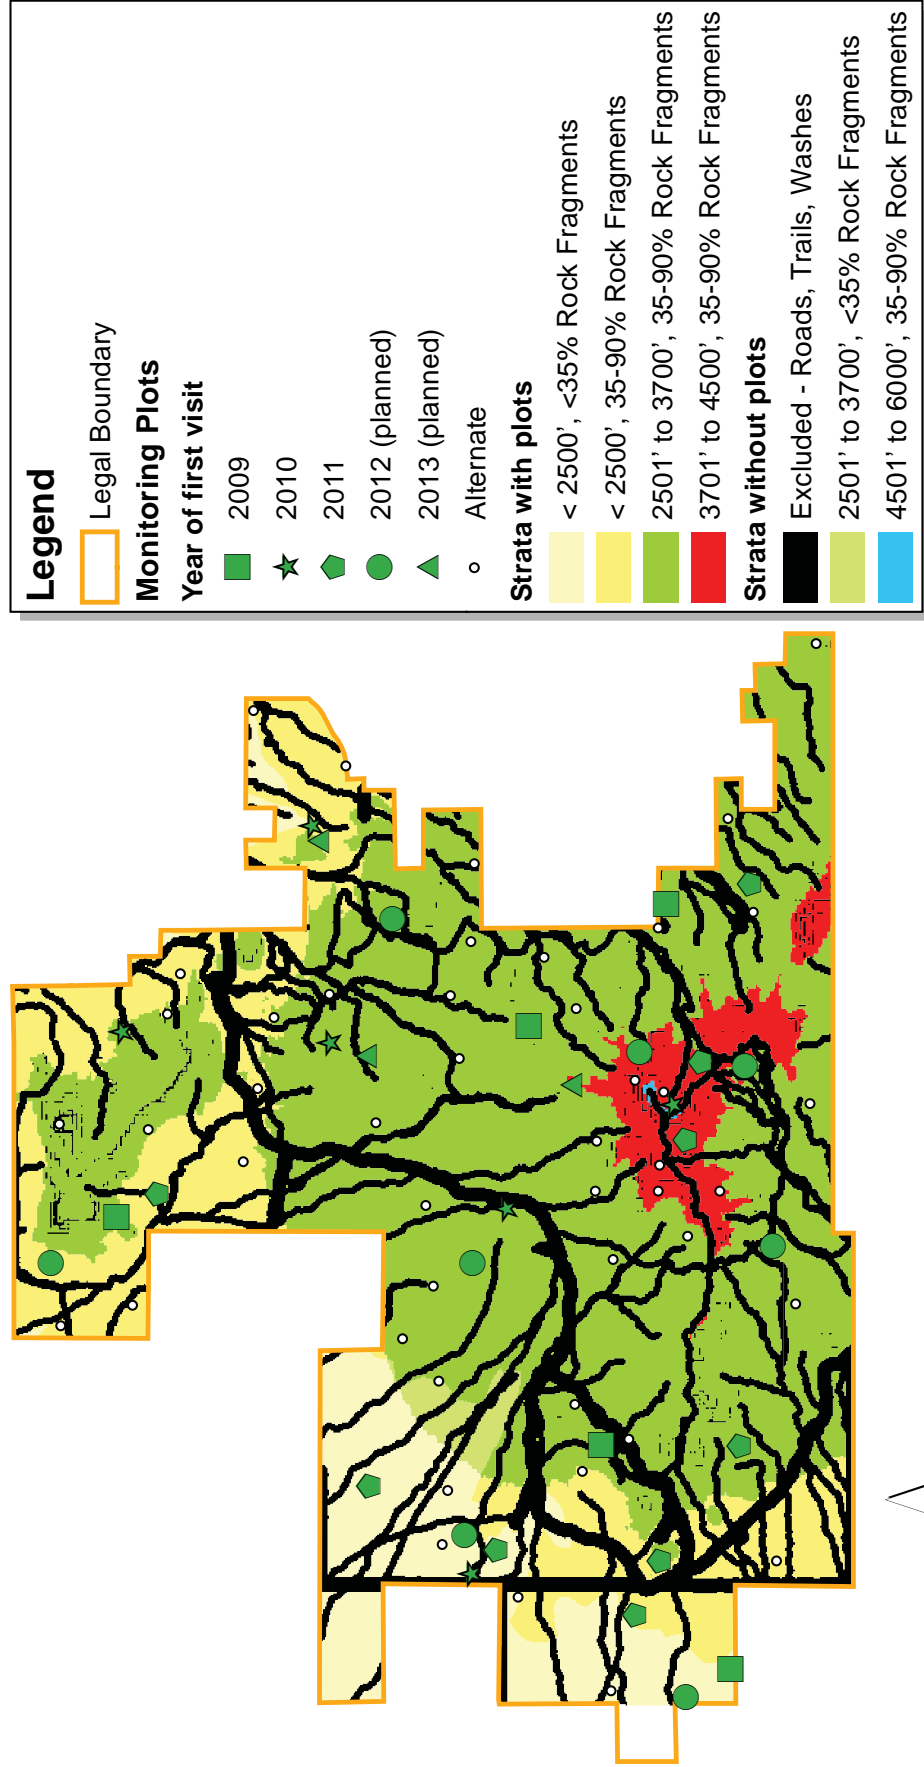 Legend
Legal Boundary
Monitoring Plots
Year of first visit
2009
2010
2011
2012 (planned)
2013 (planned)
Alternate
Strata with plots
< 2500', <35% Rock Fragments
< 2500', 35-90% Rock Fragments
2501' to 3700', 35-90% Rock Fragments
3701' to 4500', 35-90% Rock Fragments
Strata without plots
Excluded - Roads, Trails, Washes
2501' to 3700', <35% Rock Fragments
4501' to 6000', 35-90% Rock Fragments